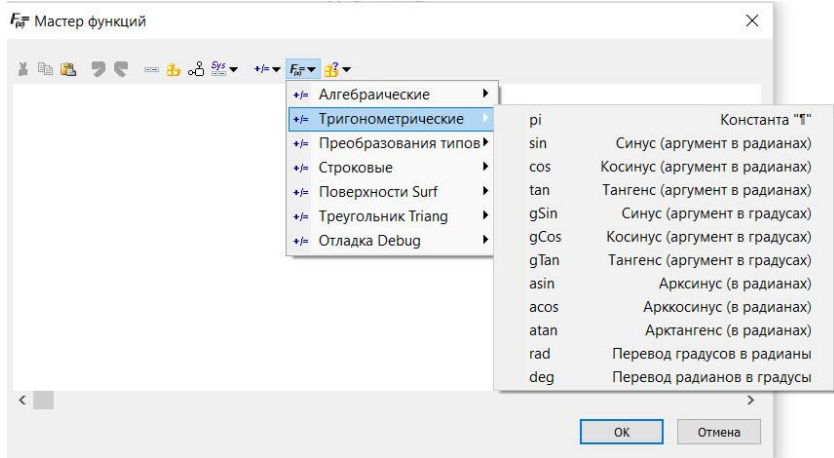 F(x)= Мастер функций
Sys +/= F(x)=
+/= Алгебраические
+/= Тригонометрические
+/= Преобразования типов
+/= Строковые
+/= Поверхности Surf
+/= Треугольник Triang
+/= Отладка Debug
pi Константа "¶"
sin Синус (аргумент в радианах)
cos Косинус (аргумент в радианах)
tan Тангенс (аргумент в радианах)
gSin Синус (аргумент в градусах)
gCos Косинус (аргумент в градусах)
gTan Тангенс (аргумент в градусах)
asin Арксинус (в радианах)
acos Арккосинус (в радианах)
atan Арктангенс (в радианах)
rad Перевод градусов в радианы
deg Перевод радианов в градусы
ОК Отмена